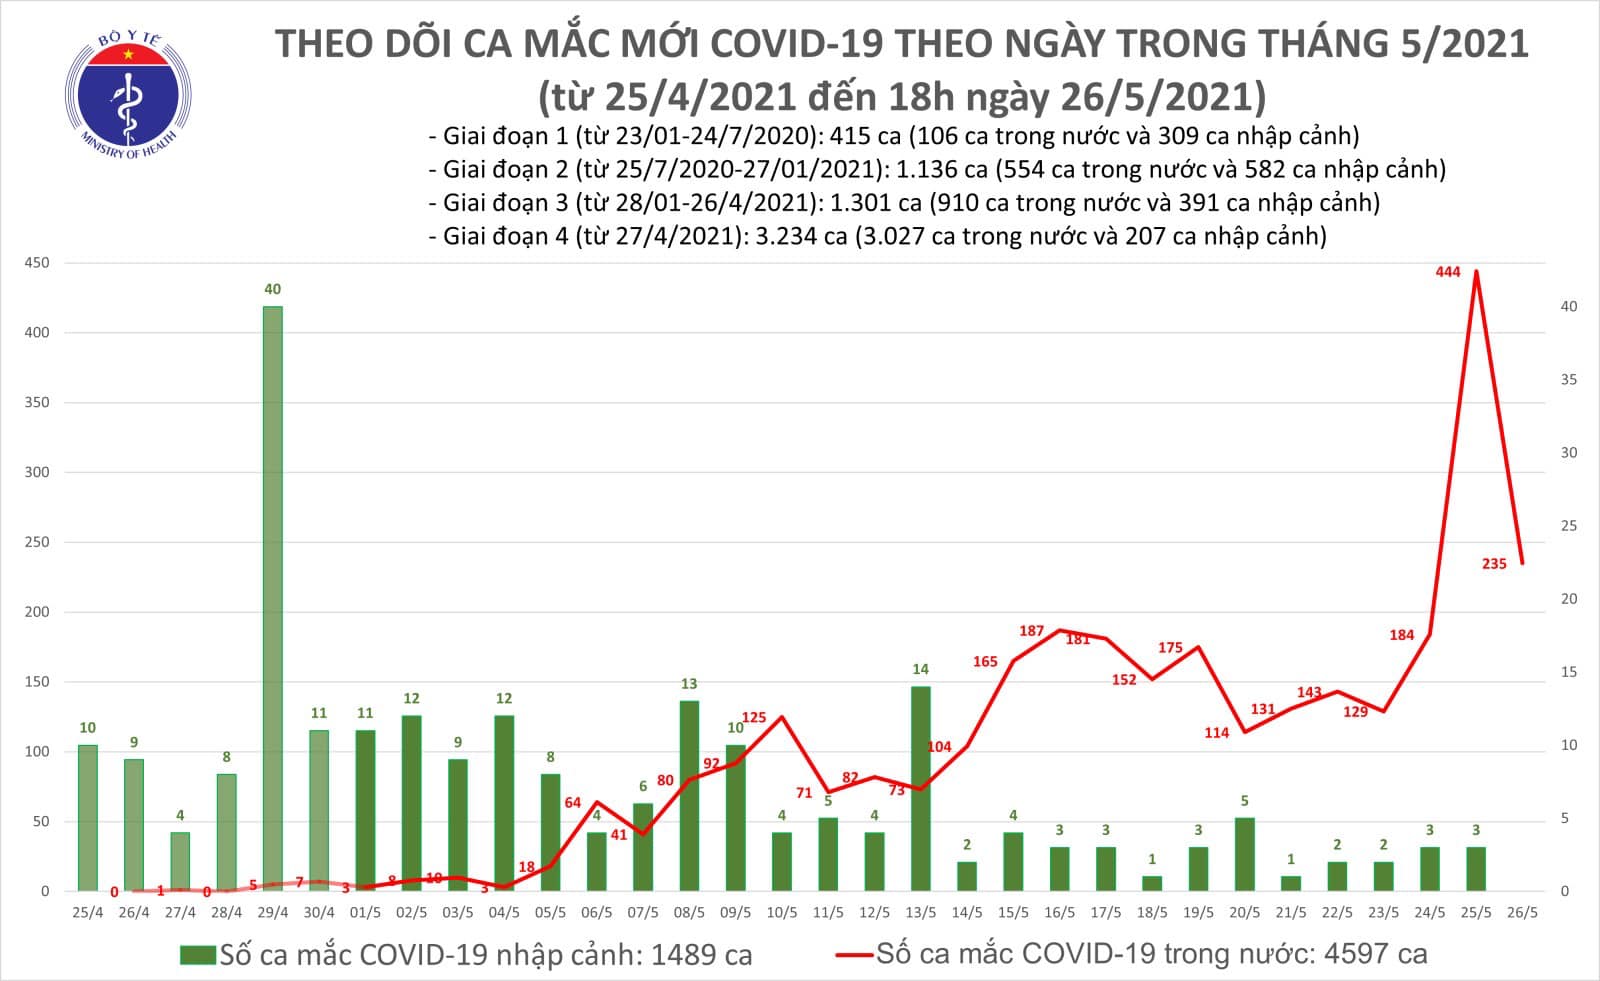 BỘ Y TẾ
MINISTRY OF HEALTH
THEO DÕI CA MẮC MỚI COVID-19 THEO NGÀY TRONG THÁNG 5/2021
(từ 25/4/2021 đến 18h ngày 26/5/2021)
- Giai đoạn 1 (từ 23/01-24/7/2020): 415 ca (106 ca trong nước và 309 ca nhập cảnh)
- Giai đoạn 2 (từ 25/7/2020-27/01/2021): 1.136 ca (554 ca trong nước và 582 ca nhập cảnh)
- Giai đoạn 3 (từ 28/01-26/4/2021): 1.301 ca (910 ca trong nước và 391 ca nhập cảnh)
- Giai đoạn 4 (từ 27/4/2021): 3.234 ca (3.027 ca trong nước và 207 ca nhập cảnh)
450
400
350
300
250
200
150
100
50
0
40
35
30
25
20
15
10
5
0
10 9 4 8 40 11 11 12 9 12 8 4 6 13 10 4 5 4 14 2 4 3 3 1 3 5 1 2 2 3 3
0 1 0 5 7 3 8 10 3 18 64 41 80 92 125 71 82 73 104 165 187 181 152 175 114 131 143 129 184 444 235
25/4 26/4 27/4 28/4 29/4 30/4 01/5 02/5 03/5 04/5 05/5 06/5 07/5 08/5 09/5 10/5 11/5 12/5 13/5 14/5 15/5 16/5 17/5 18/5 19/5 20/5 21/5 22/5 23/5 24/5 25/5 26/5
Số ca mắc COVID-19 nhập cảnh: 1489 ca
Số ca mắc COVID-19 trong nước: 4597 ca